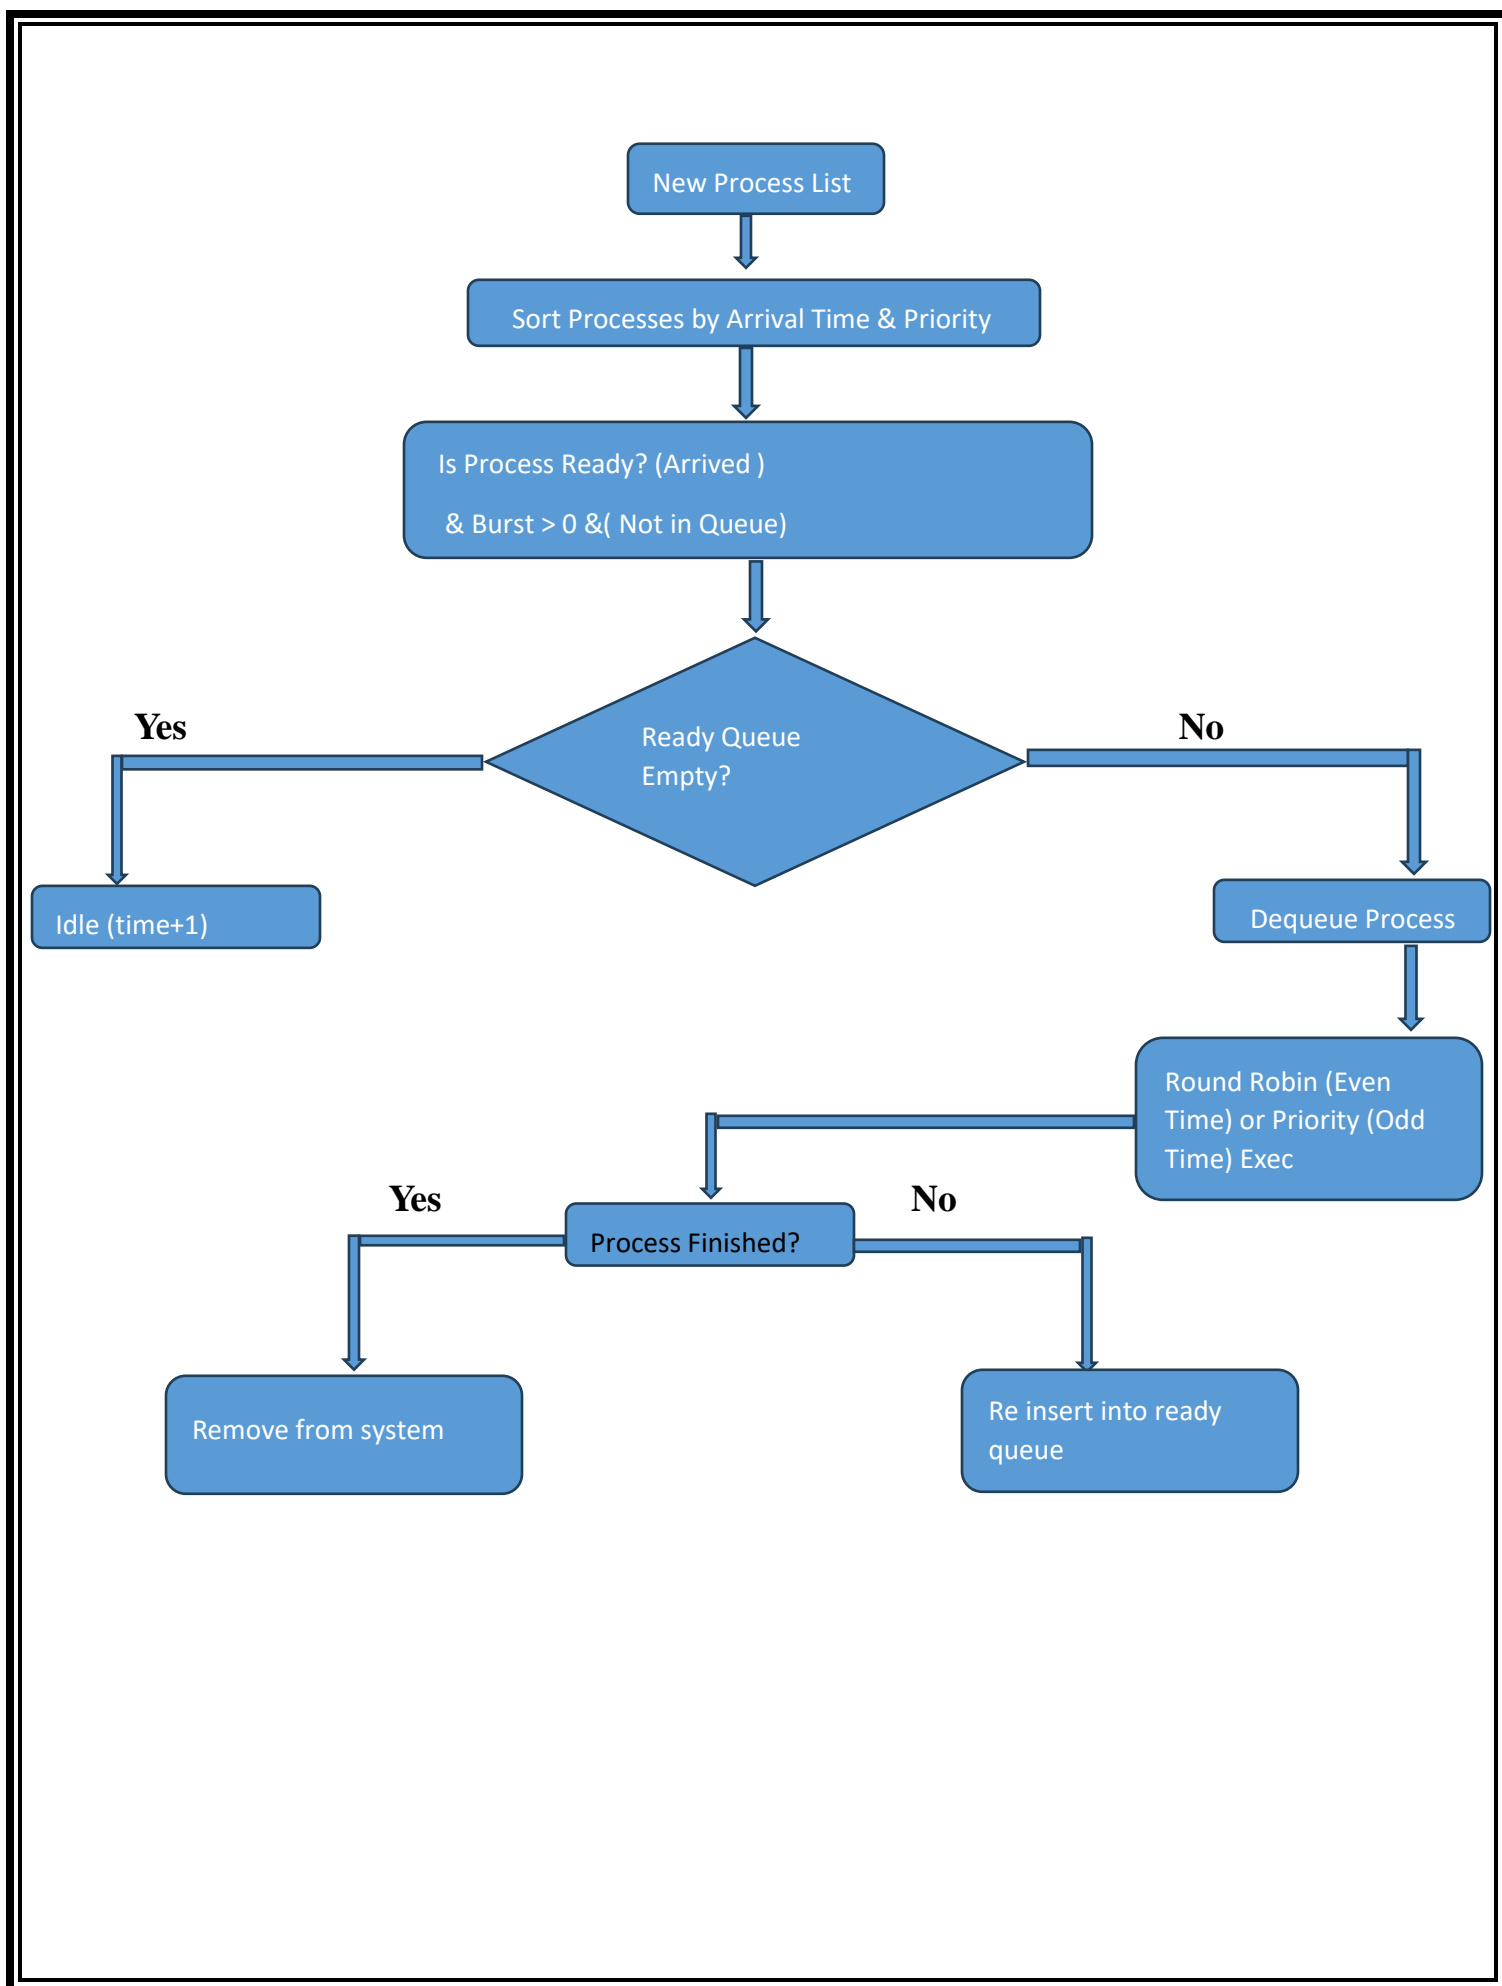 New Process List
Sort Processes by Arrival Time & Priority
Is Process Ready? (Arrived )
& Burst > 0 &( Not in Queue)
Yes
No
Ready Queue
Empty?
Idle (time+1)
Dequeue Process
Round Robin (Even
Time) or Priority (Odd
Time) Exec
Yes
No
Process Finished?
Remove from system
Re insert into ready
queue